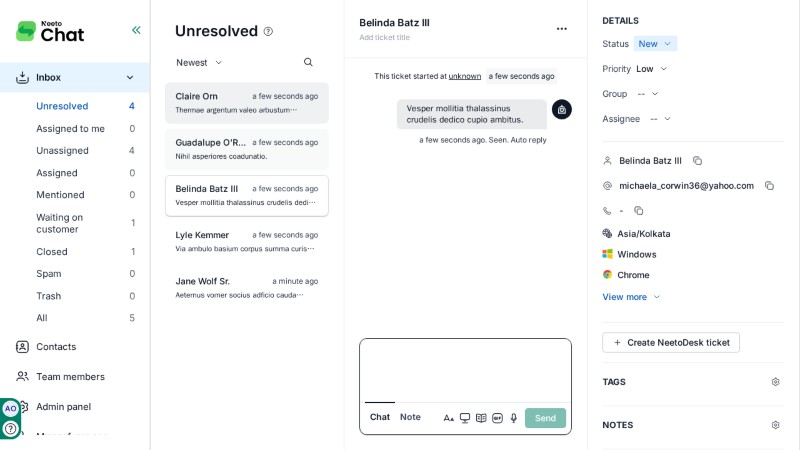 Neeto
Chat
Inbox
Unresolved 4
Assigned to me 0
Unassigned 4
Assigned 0
Mentioned 0
Waiting on
customer 1
Closed 1
Spam 0
Trash 0
All 5
Contacts
Team members
Admin panel
AO
Unresolved
Newest
Claire Orn a few seconds ago
Thermae argentum valeo arbustum···
Guadalupe O'R... a few seconds ago
Nihil asperiores coadunatio.
Belinda Batz III a few seconds ago
Vesper mollitia thalassinus crudelis dedi···
Lyle Kemmer a few seconds ago
Via ambulo basium corpus summa curis···
Jane Wolf Sr. a minute ago
Aeternus vomer socius adficio cauda···
Belinda Batz III
Add ticket title
This ticket started at unknown a few seconds ago
Vesper mollitia thalassinus
crudelis dedico cupio ambitus.
a few seconds ago. Seen. Auto reply
Chat Note GIF Send
DETAILS
Status New
Priority Low
Group --
Assignee --
Belinda Batz III
michaela_corwin36@yahoo.com
-
Asia/Kolkata
Windows
Chrome
View more
+ Create NeetoDesk ticket
TAGS
NOTES